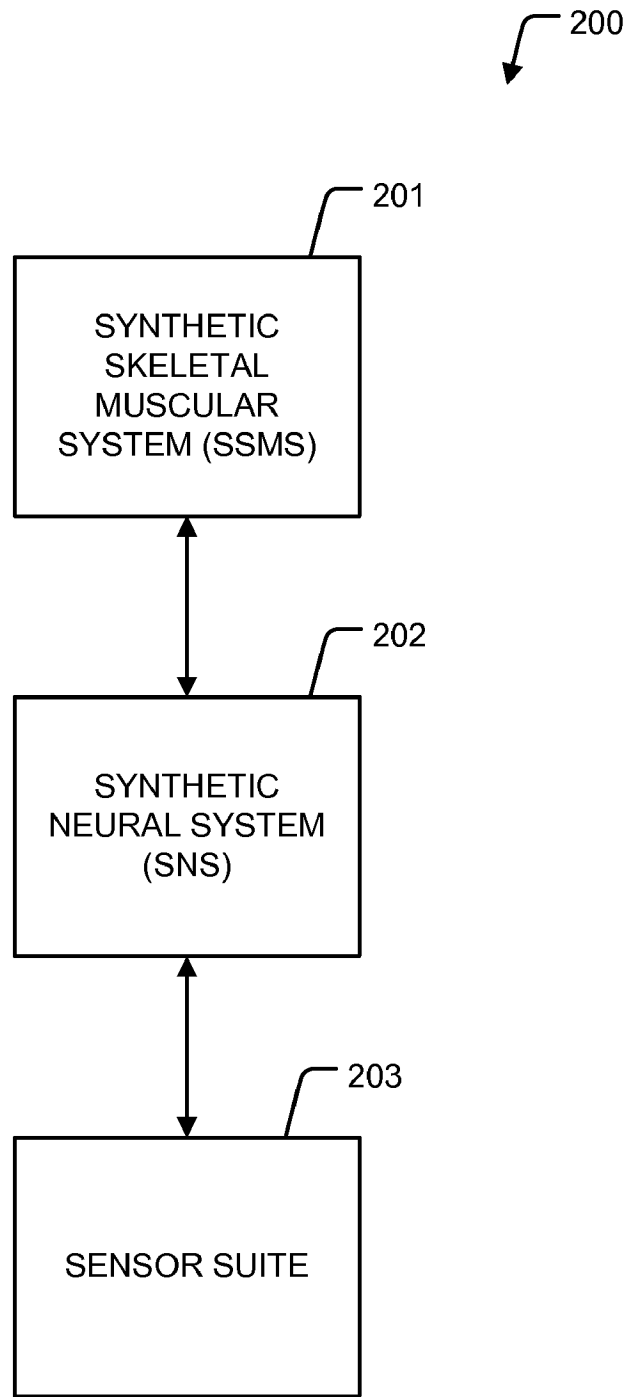 200
201
SYNTHETIC
SKELETAL
MUSCULAR
SYSTEM (SSMS)
202
SYNTHETIC
NEURAL SYSTEM
(SNS)
203
SENSOR SUITE